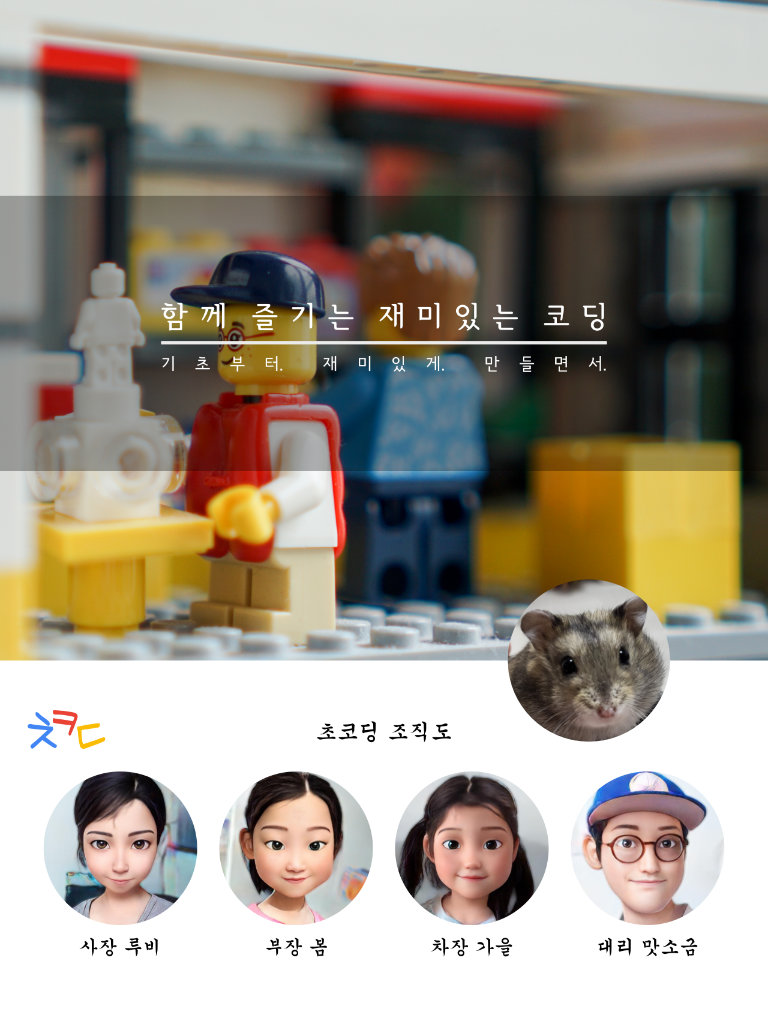 함께 즐기는 재미있는 코딩
기초부터. 재미있게. 만들면서.
ㅊㅋㄷ
초코딩 조직도
사장 루비
부장 봄
차장 가을
대리 맛소금